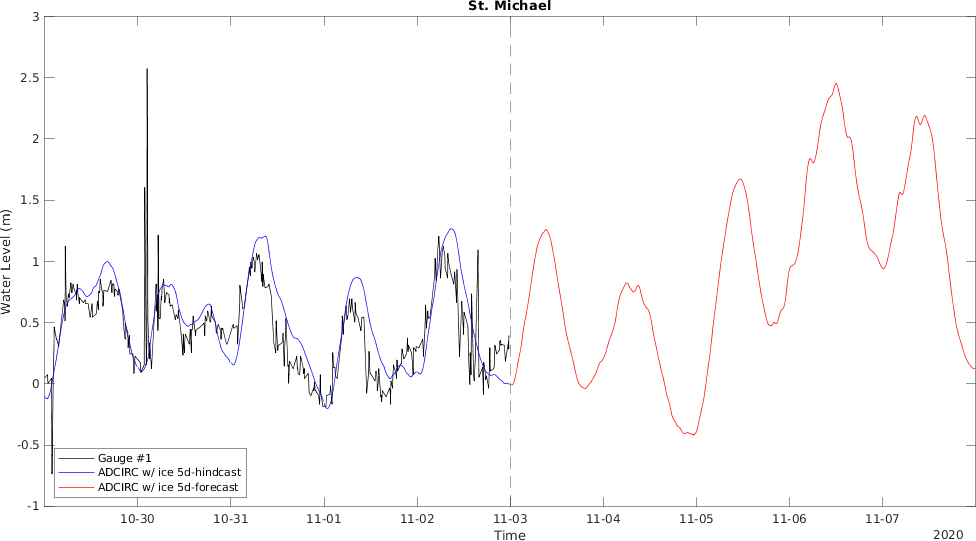 St. Michael
3
2.5
2
1.5
1
0.5
0
-0.5
-1
Water Level (m)
Gauge #1
ADCIRC w/ ice 5d-hindcast
ADCIRC w/ ice 5d-forecast
10-30 10-31 11-01 11-02 11-03 11-04 11-05 11-06 11-07
Time
2020